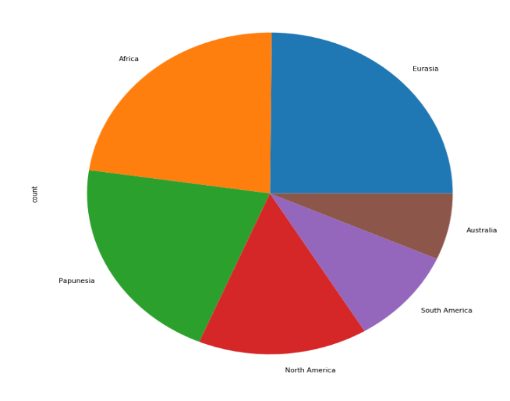 Africa
Eurasia
count
Australia
Papunesia
South America
North America